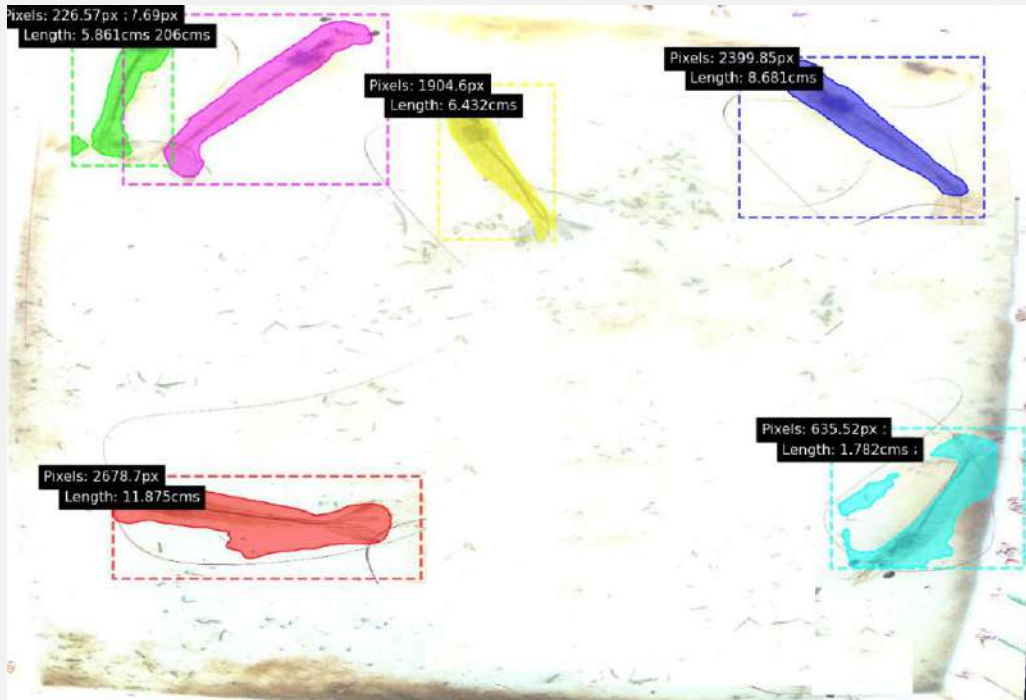 Pixels: 226.57px : 7.69px
Length: 5.861cms 206cms
Pixels: 1904.6px
Length: 6.432cms
Pixels: 2399.85px
Length: 8.681cms
Pixels: 635.52px :
Length: 1.782cms :
Pixels: 2678.7px
Length: 11.875cms